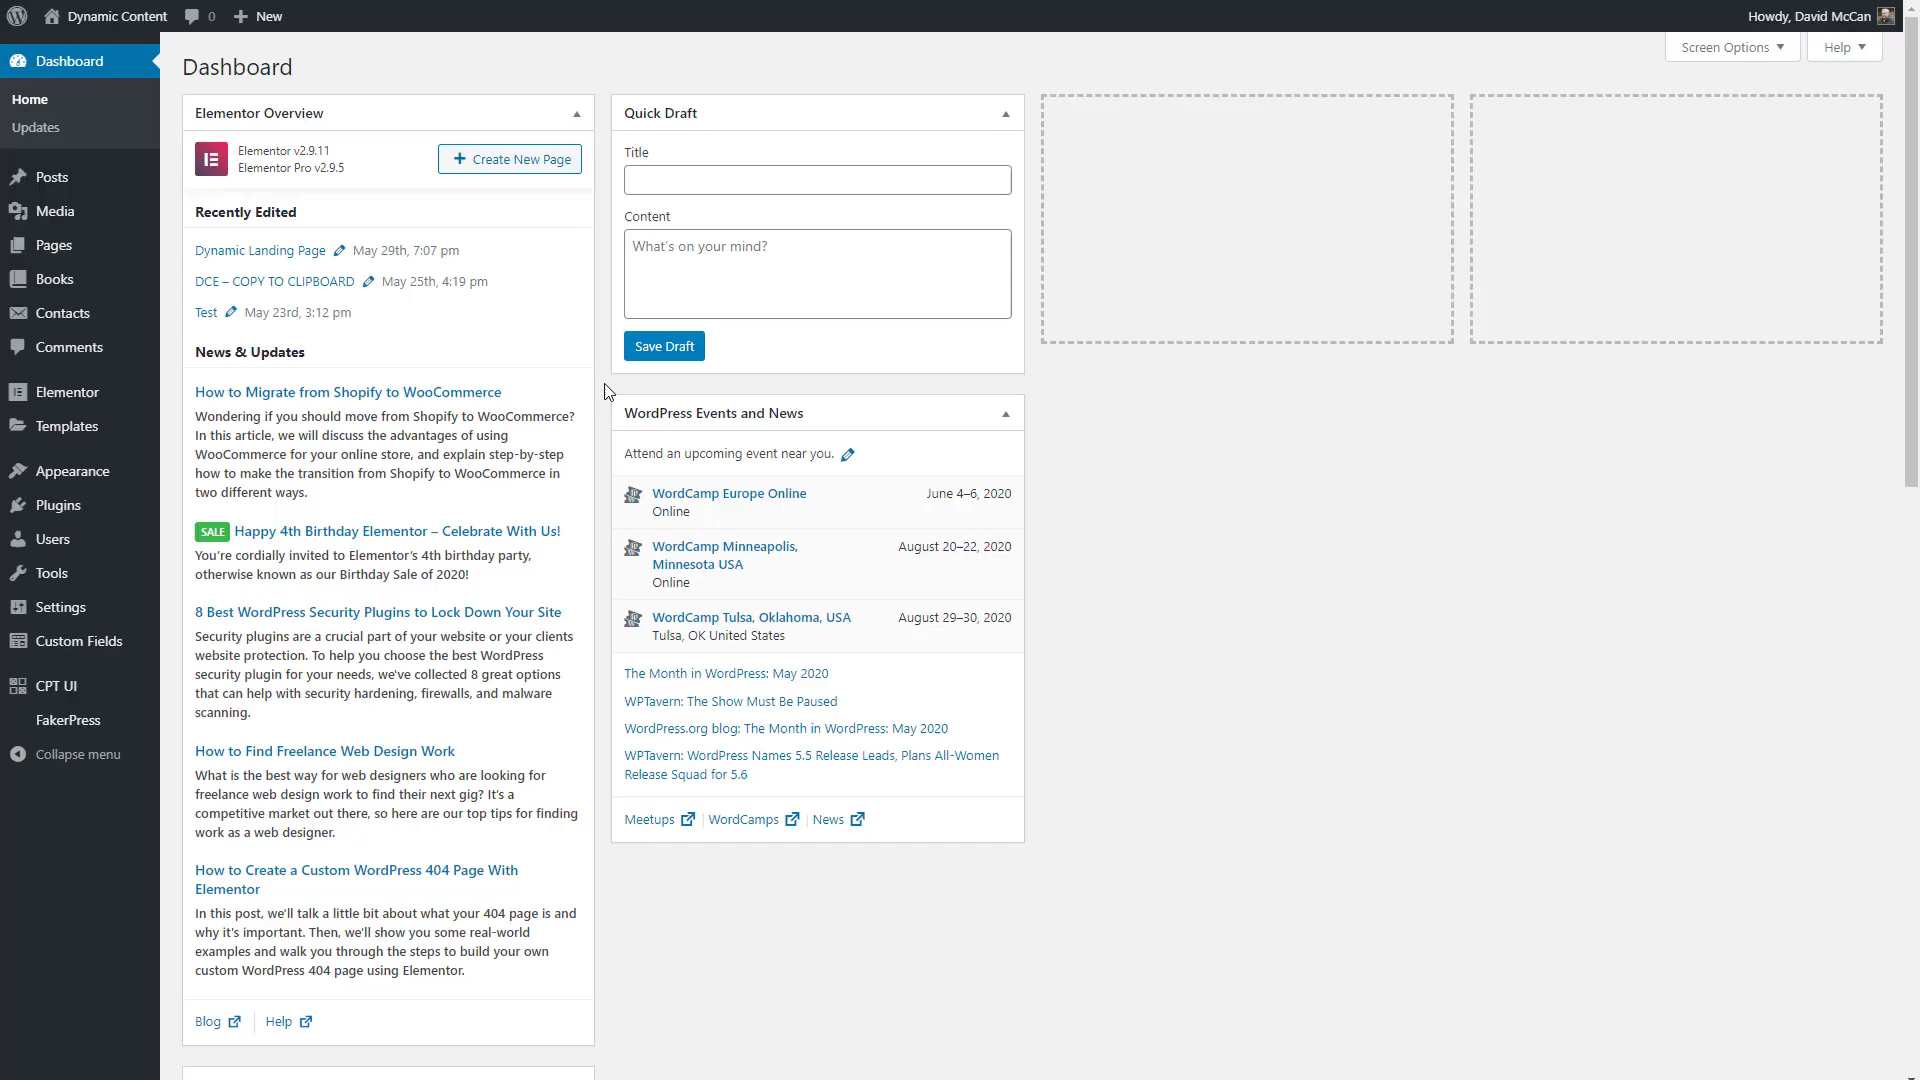 Dynamic Content
0
New
Howdy, David McCan
Dashboard
Home
Updates
Posts
Media
Pages
Books
Contacts
Comments
Elementor
Templates
Appearance
Plugins
Users
Tools
Settings
Custom Fields
CPT UI
FakerPress
Collapse menu
Screen Options
Help
Dashboard
Elementor Overview
Elementor v2.9.11
Elementor Pro v2.9.5
Create New Page
Recently Edited
Dynamic Landing Page May 29th, 7:07 pm
DCE – COPY TO CLIPBOARD May 25th, 4:19 pm
Test May 23rd, 3:12 pm
News & Updates
How to Migrate from Shopify to WooCommerce
Wondering if you should move from Shopify to WooCommerce?
In this article, we will discuss the advantages of using
WooCommerce for your online store, and explain step-by-step
how to make the transition from Shopify to WooCommerce in
two different ways.
SALE Happy 4th Birthday Elementor – Celebrate With Us!
You're cordially invited to Elementor's 4th birthday party,
otherwise known as our Birthday Sale of 2020!
8 Best WordPress Security Plugins to Lock Down Your Site
Security plugins are a crucial part of your website or your clients
website protection. To help you choose the best WordPress
security plugin for your needs, we've collected 8 great options
that can help with security hardening, firewalls, and malware
scanning.
How to Find Freelance Web Design Work
What is the best way for web designers who are looking for
freelance web design work to find their next gig? It's a
competitive market out there, so here are our top tips for finding
work as a web designer.
How to Create a Custom WordPress 404 Page With
Elementor
In this post, we'll talk a little bit about what your 404 page is and
why it's important. Then, we'll show you some real-world
examples and walk you through the steps to build your own
custom WordPress 404 page using Elementor.
Blog
Help
Quick Draft
Title
Content
What's on your mind?
Save Draft
WordPress Events and News
Attend an upcoming event near you.
WordCamp Europe Online June 4–6, 2020
Online
WordCamp Minneapolis, August 20–22, 2020
Minnesota USA
Online
WordCamp Tulsa, Oklahoma, USA August 29–30, 2020
Tulsa, OK United States
The Month in WordPress: May 2020
WPTavern: The Show Must Be Paused
WordPress.org blog: The Month in WordPress: May 2020
WPTavern: WordPress Names 5.5 Release Leads, Plans All-Women
Release Squad for 5.6
Meetups | WordCamps | News